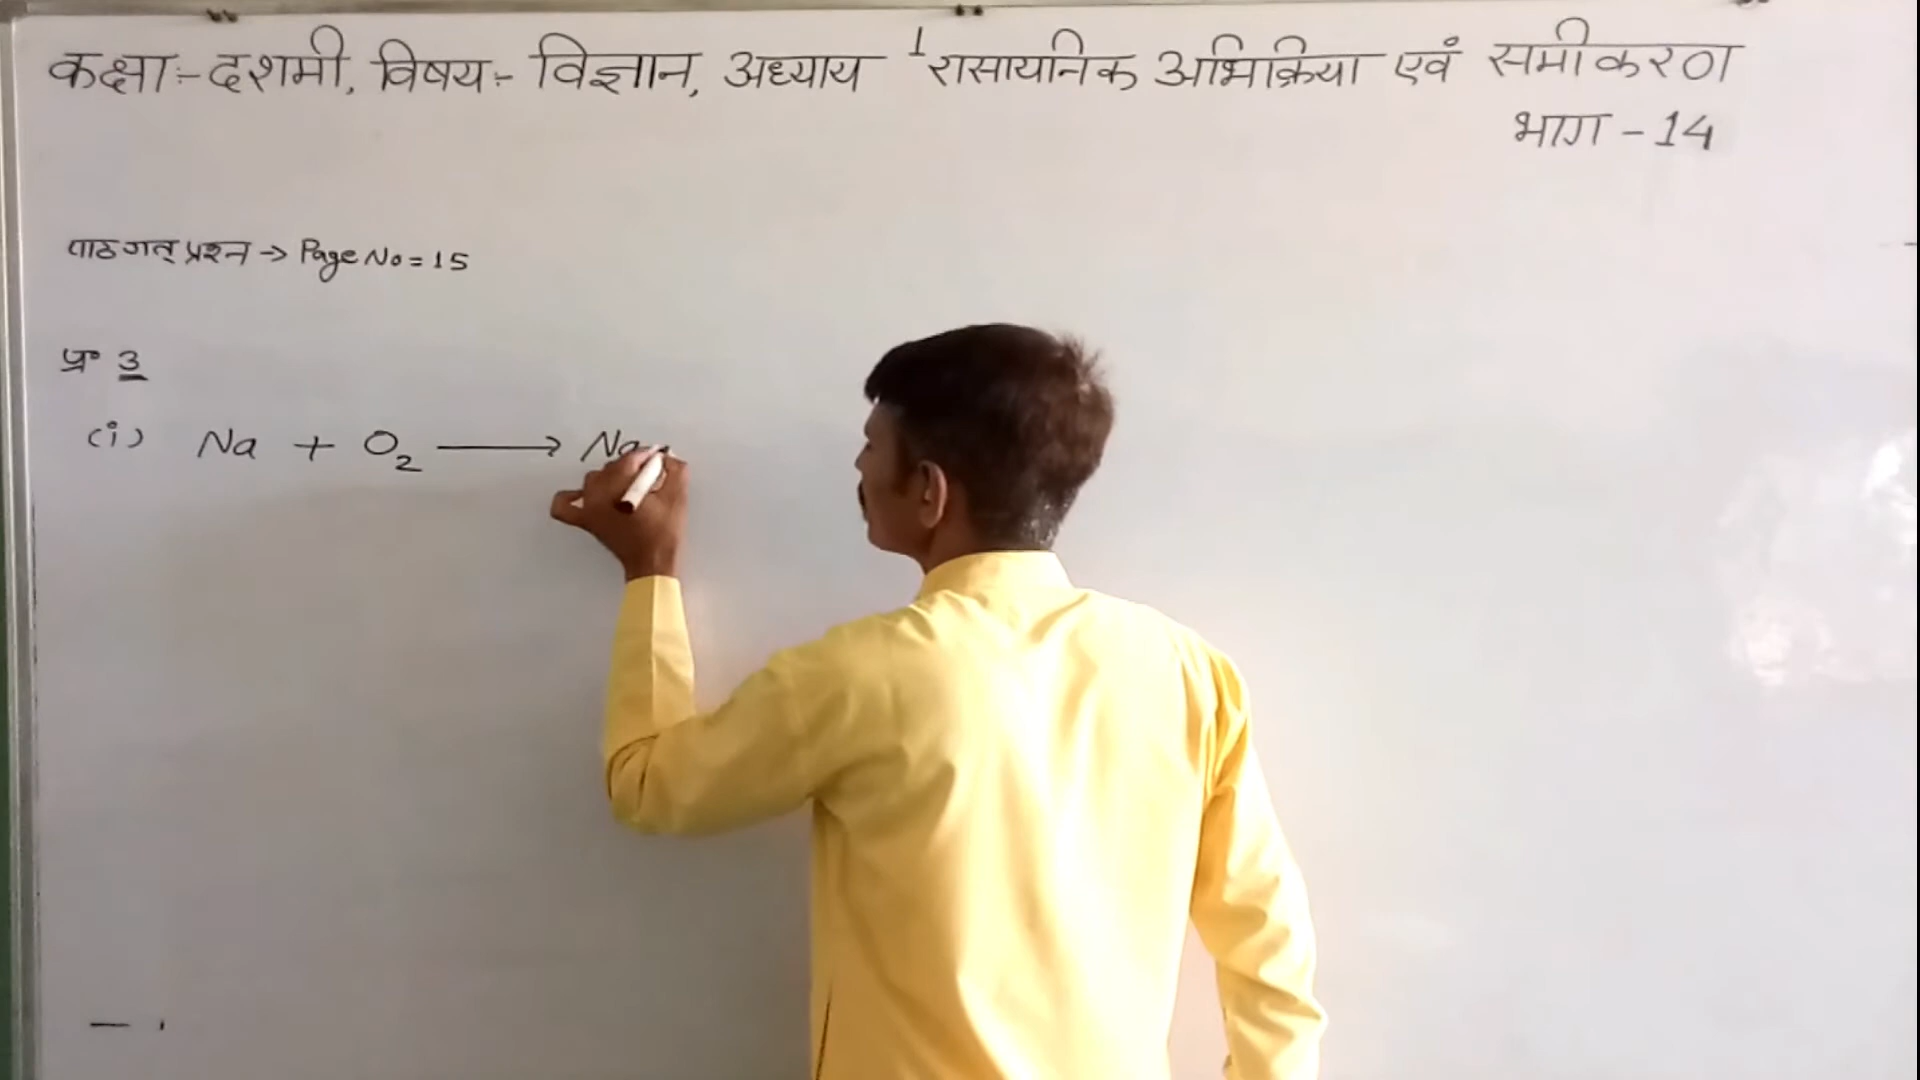 कक्षाः- दशमी, विषयः- विज्ञान, अध्याय 1 रासायनिक अभिक्रिया एवं समीकरण
भाग - 14
पाठगत् प्रश्न → Page No = 15
प्र॰ 3
(i) Na + O₂ → Na